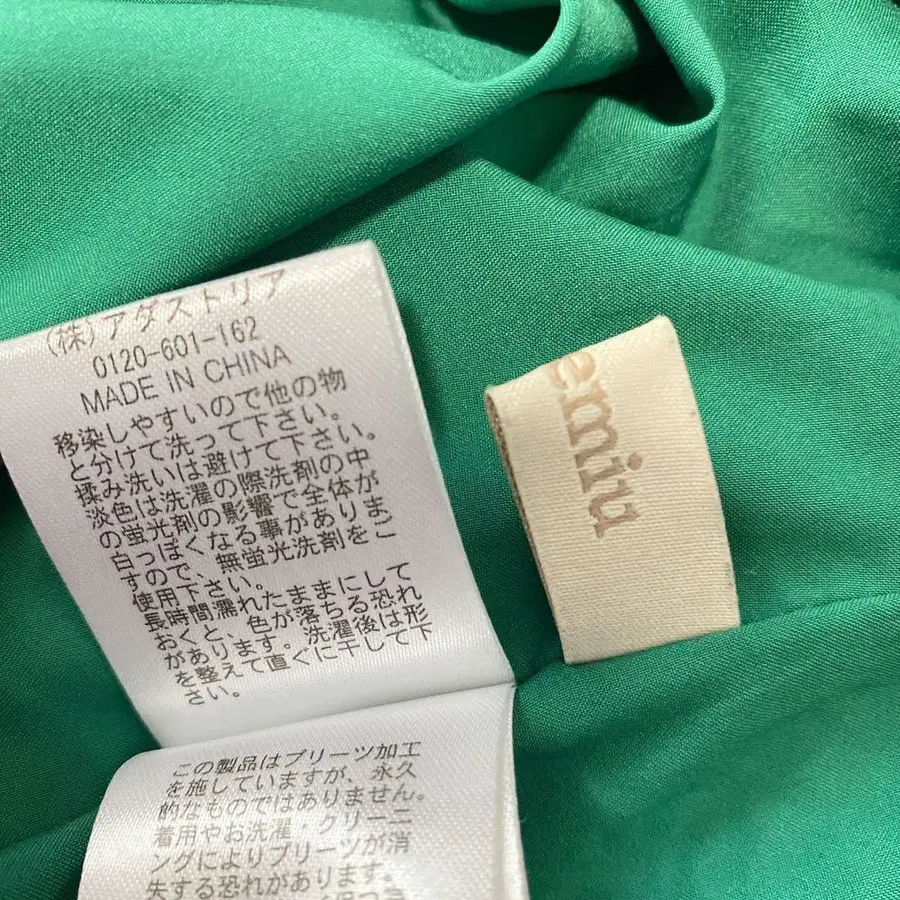 (株)アダストリア
0120-601-162
MADE IN CHINA
移染しやすいので他の物
と分けて洗って下さい。
揉み洗いは避けて下さい。
淡色は洗濯の際洗剤の中
の蛍光剤の影響で全体が
白っぽくなる事がありま
すので、無蛍光洗剤をご
使用下さい。
長時間濡れたままにして
おくと、色が落ちる恐れ
があります。洗濯後は形
を整えて直ぐに干して下
さい。
この製品はプリーツ加工
を施していますが、永久
的なものではありません。
着用やお洗濯・クリーニ
ングによりプリーツが消
失する恐れがあります。
emiu